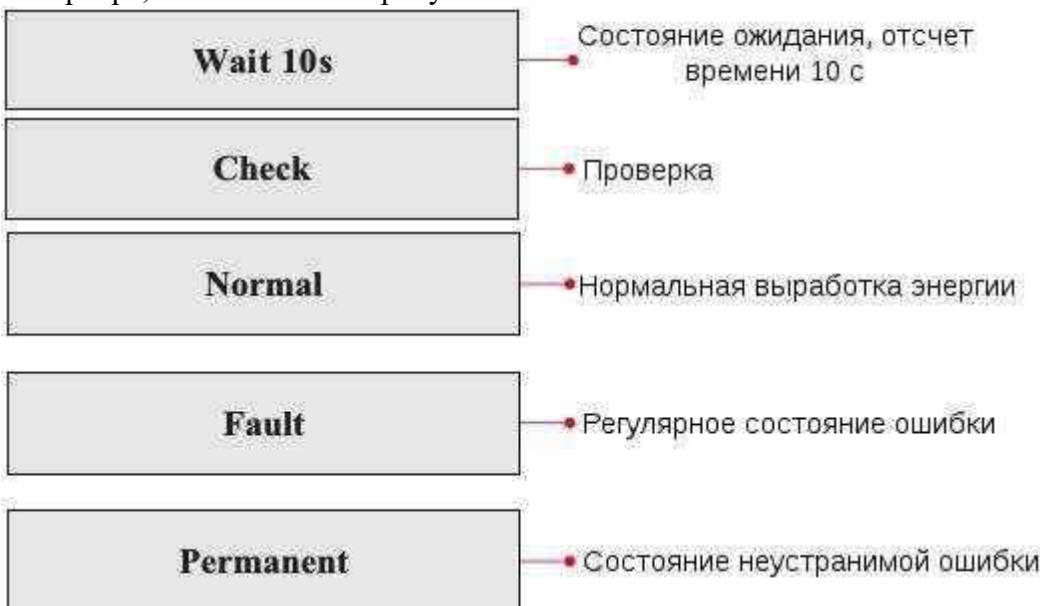 Wait 10s
Состояние ожидания, отсчет
времени 10 с
Check
Проверка
Normal
Нормальная выработка энергии
Fault
Регулярное состояние ошибки
Permanent
Состояние неустранимой ошибки